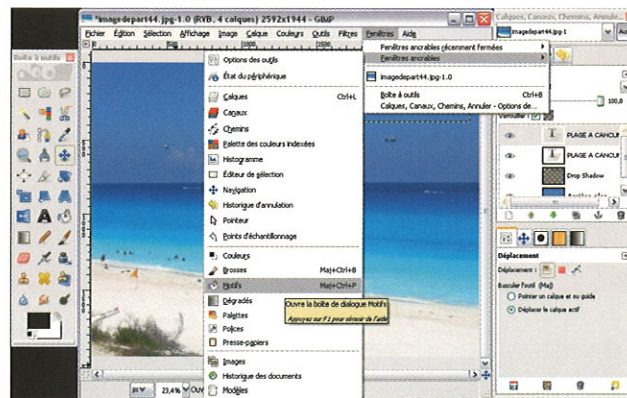 *imagedepart44.jpg-1.0 (RVB, 4 calques) 2592x1944 - GIMP
Fichier Édition Sélection Affichage Image Calque Couleurs Outils Filtres Fenêtres Aide
Fenêtres ancrables récemment fermées
Fenêtres ancrables
imagedepart44.jpg-1.0
Boîte à outils Ctrl+B
Calques, Canaux, Chemins, Annuler - Options de...
Options des outils
État du périphérique
Calques Ctrl+L
Canaux
Chemins
Palette des couleurs indexées
Histogramme
Éditeur de sélection
Navigation
Historique d'annulation
Pointeur
Points d'échantillonnage
Couleurs
Brosses Maj+Ctrl+B
Motifs Maj+Ctrl+P
Dégradés
Palettes
Polices
Presse-papiers
Images
Historique des documents
Modèles
Ouvre la boîte de dialogue Motifs
Appuyez sur F1 pour obtenir de l'aide
px 23,4% Ouv
Boîte à outils
Calques, Canaux, Chemins, Annule...
imagedepart44.jpg-1
100,0
Verrouiller :
PLAGE A CANCUN
PLAGE A CANCUN
Drop Shadow
Déplacement
Déplacement :
Basculer l'outil (Maj)
Pointer un calque et ou guide
Déplacer le calque actif